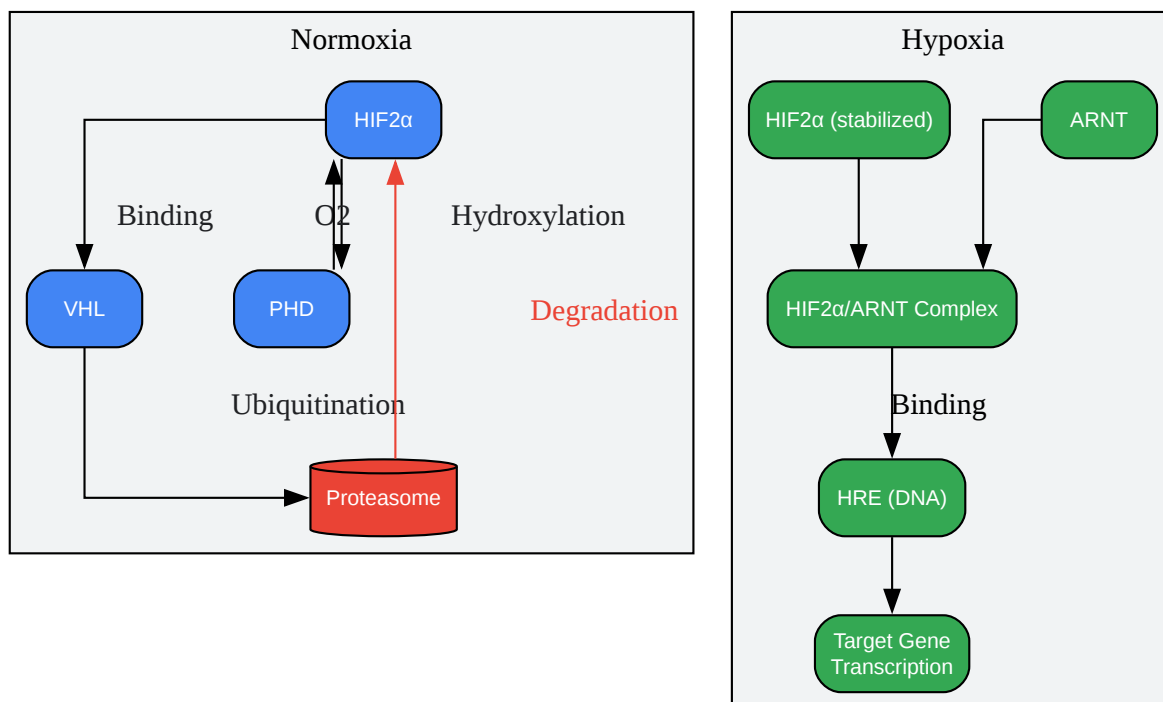 Normoxia
HIF2α
Binding
O2
Hydroxylation
VHL
PHD
Degradation
Ubiquitination
Proteasome
Hypoxia
HIF2α (stabilized)
ARNT
HIF2α/ARNT Complex
Binding
HRE (DNA)
Target Gene
Transcription